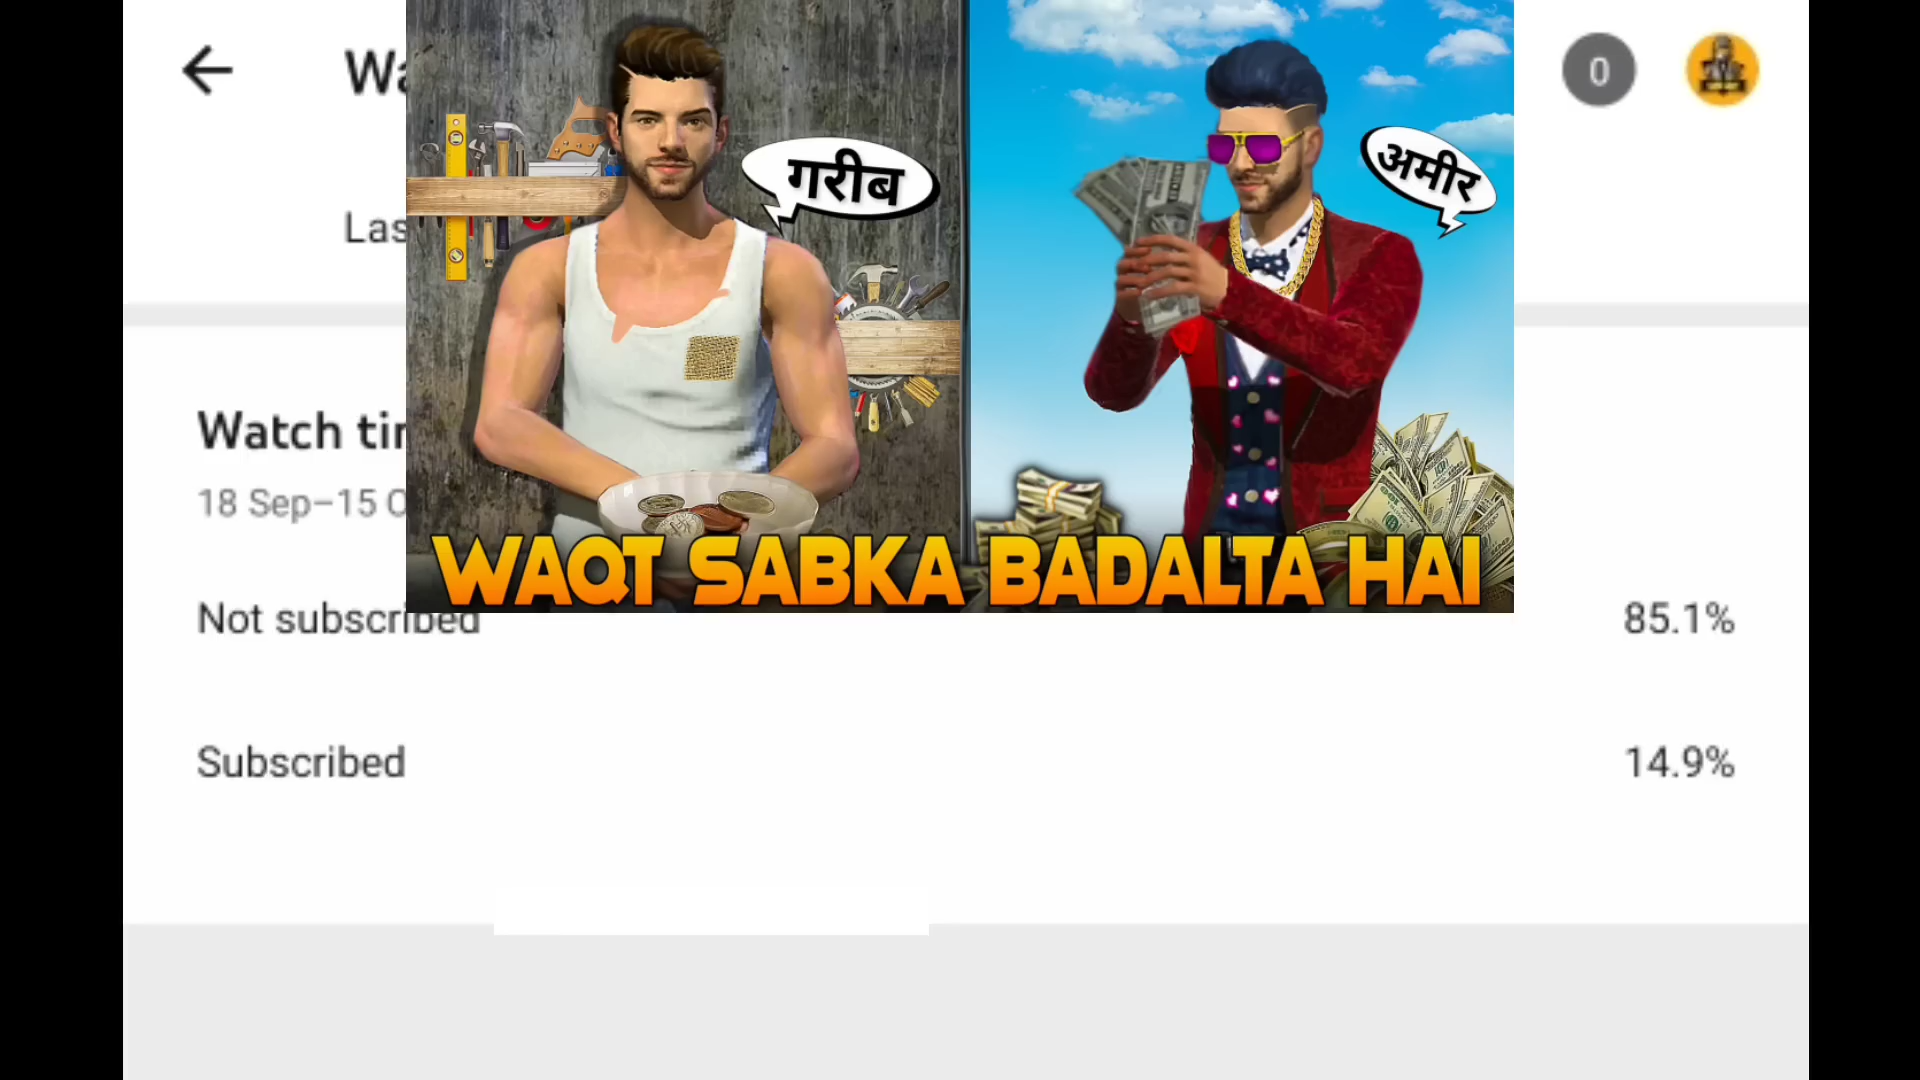 Wa
0
गरीब
अमीर
Las
Watch tim
18 Sep–15 O
WAQT SABKA BADALTA HAI
Not subscribed 85.1%
Subscribed 14.9%